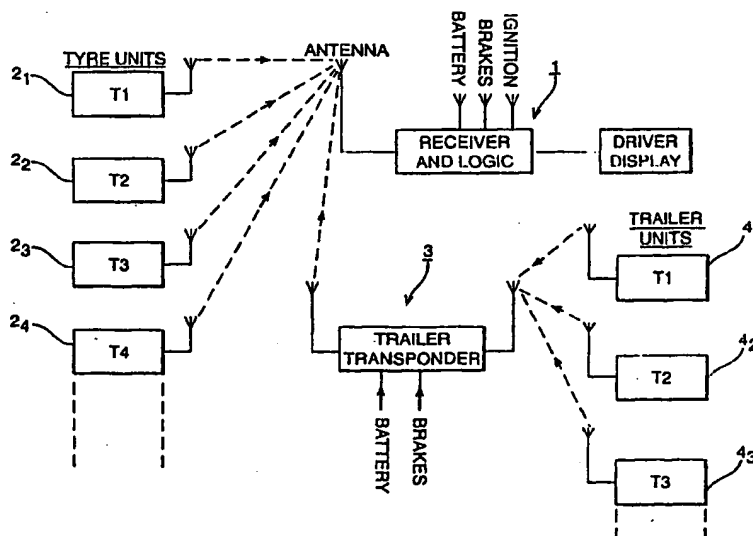 TYRE UNITS
2₁
T1
2₂
T2
2₃
T3
2₄
T4
ANTENNA
BATTERY
BRAKES
IGNITION
1
RECEIVER
AND LOGIC
DRIVER
DISPLAY
3
TRAILER
TRANSPONDER
BATTERY
BRAKES
TRAILER
UNITS
4
T1
4₂
T2
4₃
T3